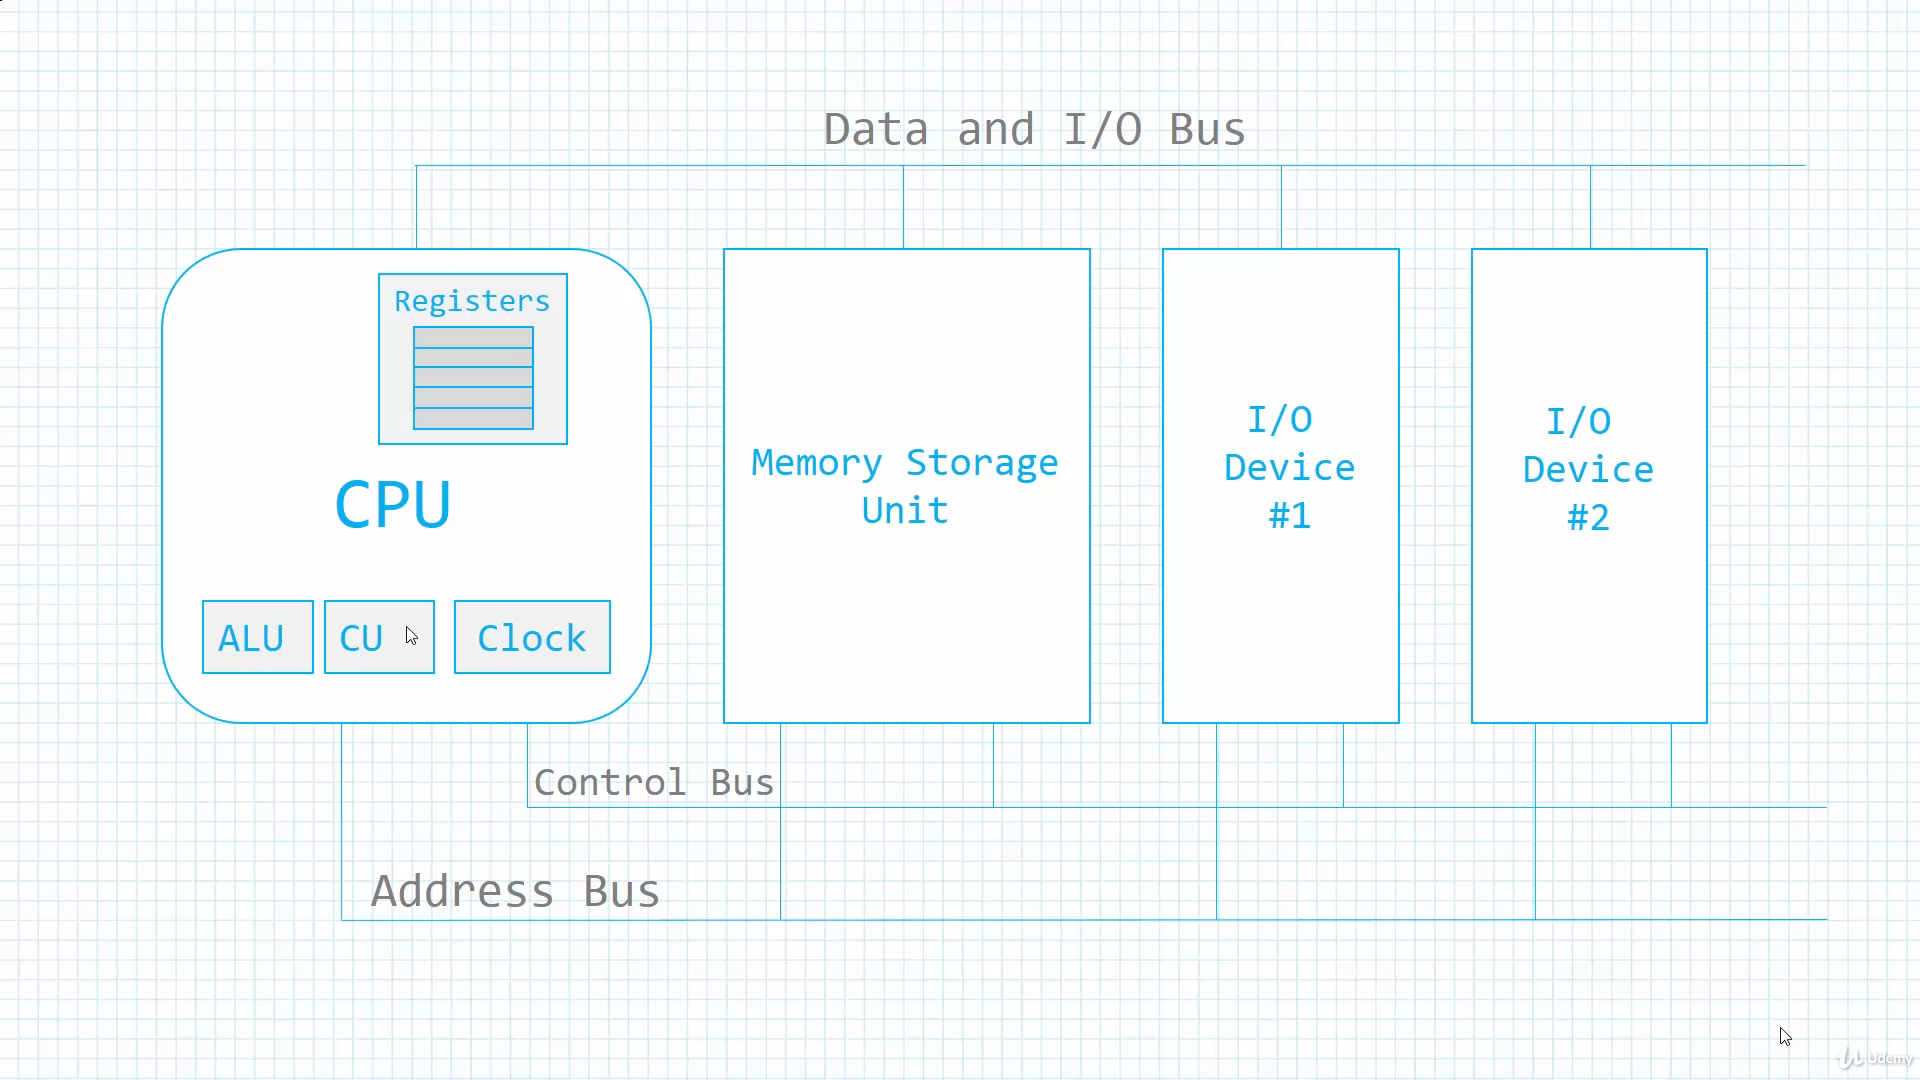 Data and I/O Bus
Registers
CPU
ALU
CU
Clock
Memory Storage
Unit
I/O
Device
#1
I/O
Device
#2
Control Bus
Address Bus
Udemy